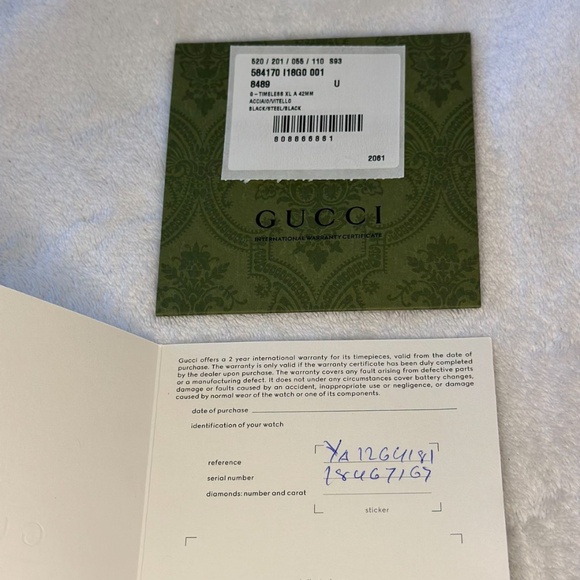 520 / 201 / 055 / 110 S93
584170 I18G0 001
8489 U
G - TIMELESS XL A 42MM
ACCIAIO/VITELLO
BLACK/STEEL/BLACK
808866881
2061
GUCCI
INTERNATIONAL WARRANTY CERTIFICATE
Gucci offers a 2 year international warranty for its timepieces, valid from the date of
purchase. The warranty is only valid if the warranty certificate has been duly completed
by the dealer upon purchase. The warranty covers any fault arising from defective parts
or a manufacturing defect. It does not under any circumstances cover battery changes,
damage or faults caused by an accident, inappropriate use or negligence, or damage
caused by normal wear of the watch or one of its components.
date of purchase
identification of your watch
reference YA1264181
serial number 18467167
diamonds: number and carat
sticker